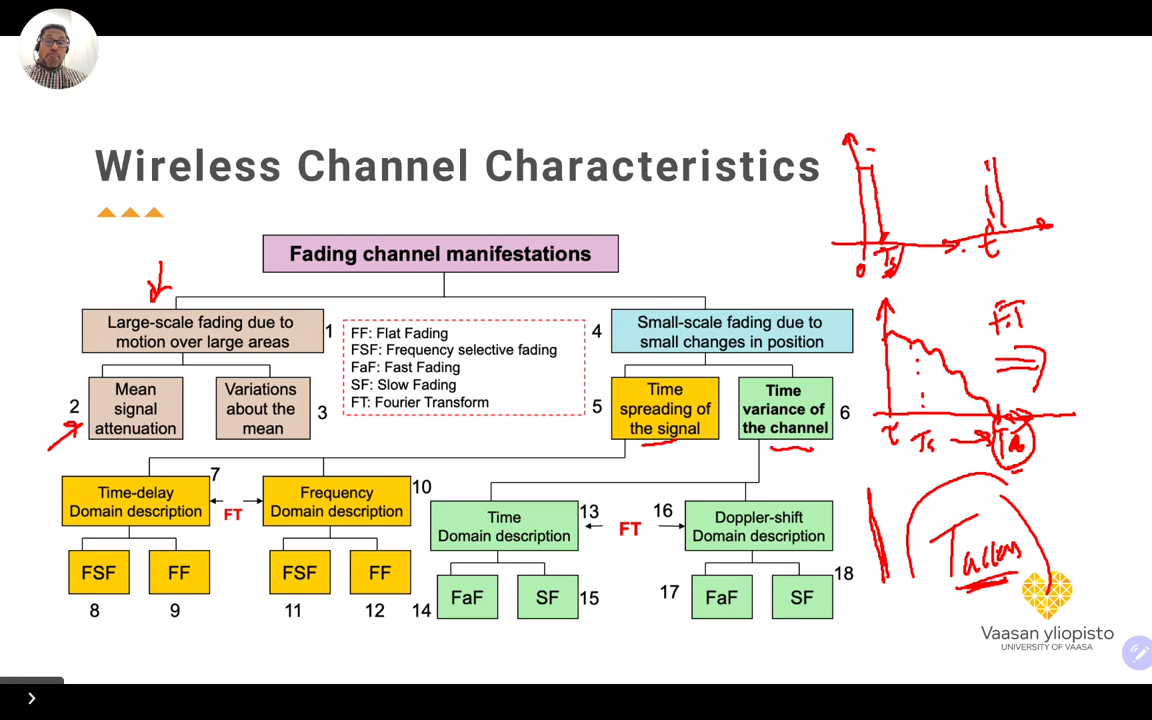 Wireless Channel Characteristics
Fading channel manifestations
Large-scale fading due to
motion over large areas
1
FF: Flat Fading
FSF: Frequency selective fading
FaF: Fast Fading
SF: Slow Fading
FT: Fourier Transform
4
Small-scale fading due to
small changes in position
2
Mean
signal
attenuation
Variations
about the
mean
3
5
Time
spreading of
the signal
Time
variance of
the channel
6
7
Time-delay
Domain description
FT
Frequency
Domain description
10
Time
Domain description
13
FT
16
Doppler-shift
Domain description
FSF
FF
FSF
FF
FaF
SF
FaF
SF
8
9
11
12
14
15
17
18
0
Ts
t
F.T
τ
Ts
Vaasan yliopisto
UNIVERSITY OF VAASA